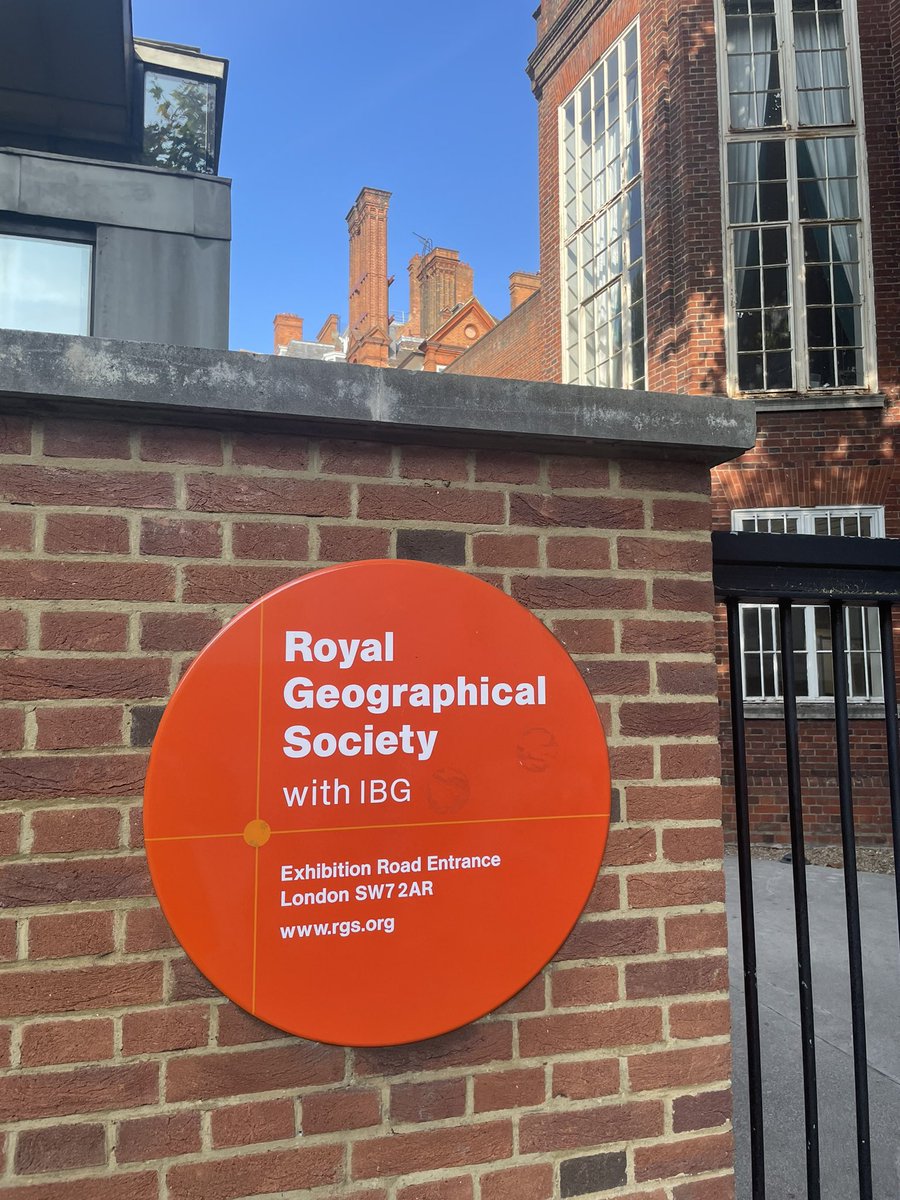 Royal
Geographical
Society
with IBG
Exhibition Road Entrance
London SW7 2AR
www.rgs.org